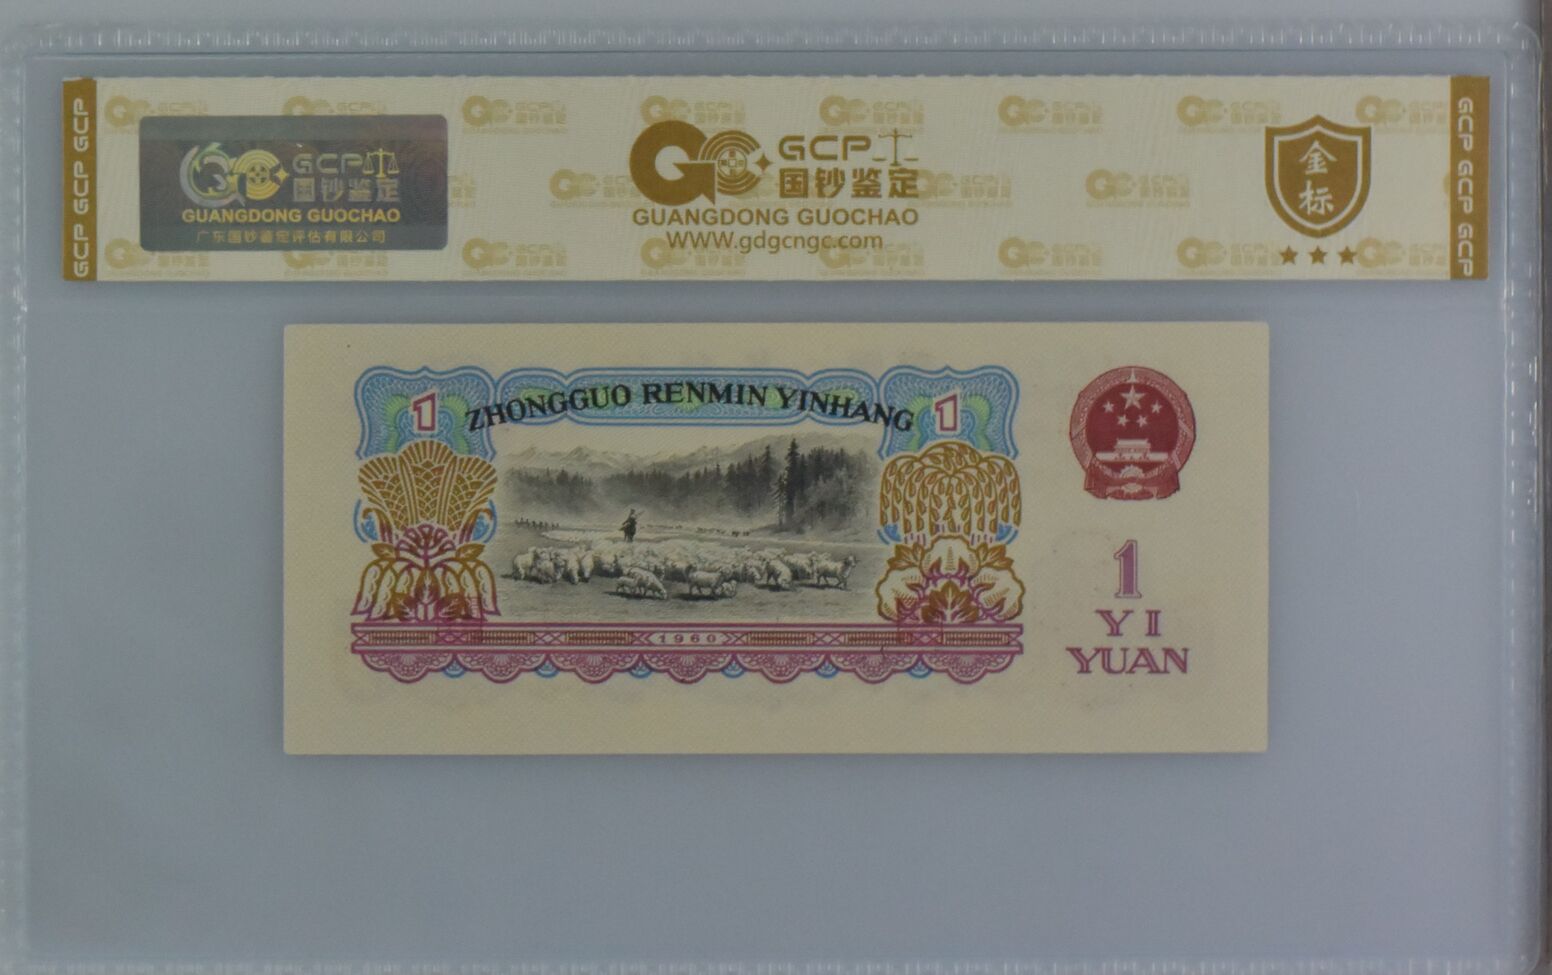 GCP GCP GCP
GCP
国钞鉴定
GUANGDONG GUOCHAO
广东国钞鉴定评估有限公司
GCP
国钞鉴定
GUANGDONG GUOCHAO
WWW.gdgcngc.com
金标
GCP GCP GCP
1
ZHONGGUO RENMIN YINHANG
1
1960
1
YI
YUAN